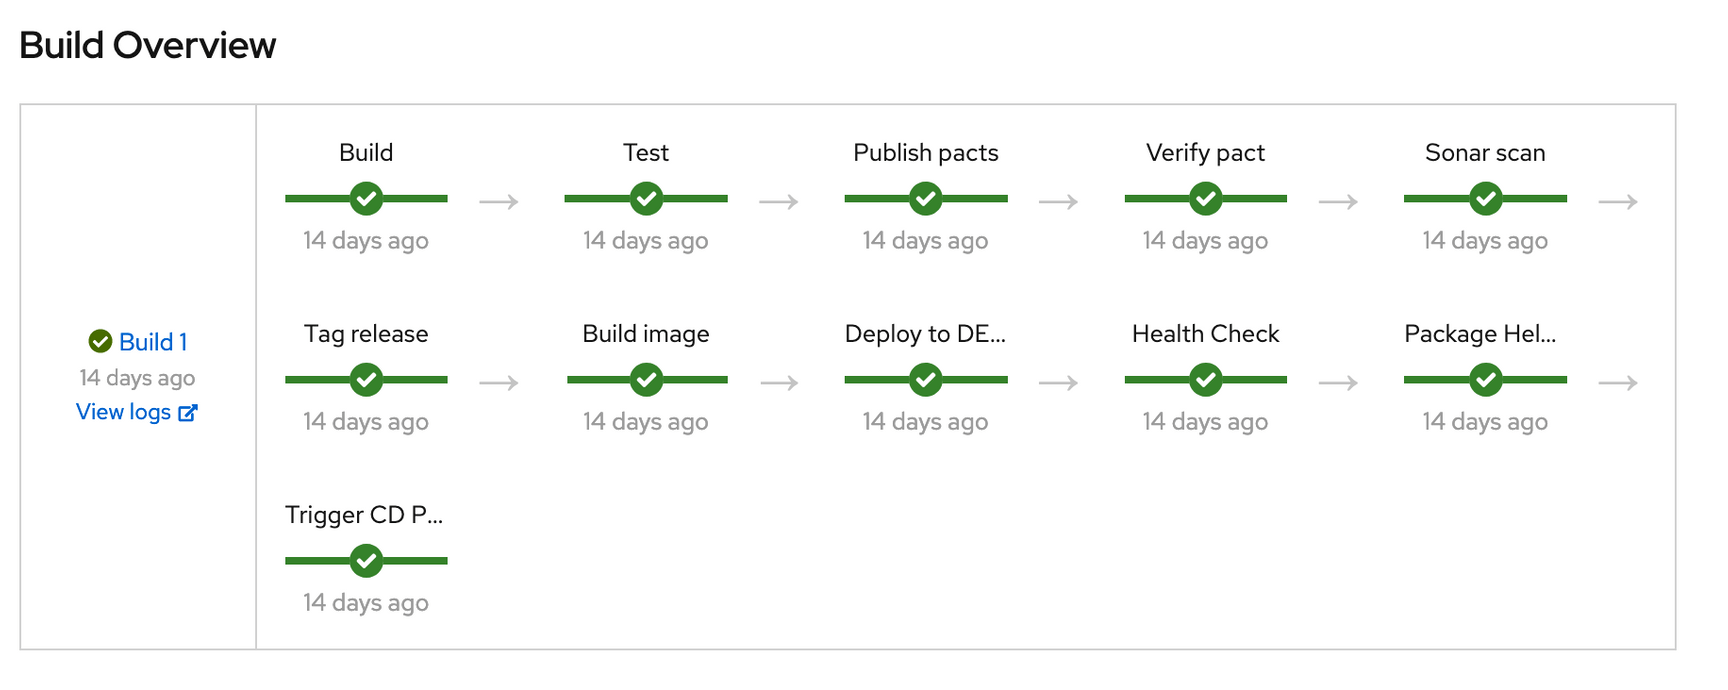 Build Overview
Build Test Publish pacts Verify pact Sonar scan
14 days ago 14 days ago 14 days ago 14 days ago 14 days ago
Build 1
14 days ago
View logs
Tag release Build image Deploy to DE... Health Check Package Hel...
14 days ago 14 days ago 14 days ago 14 days ago 14 days ago
Trigger CD P...
14 days ago